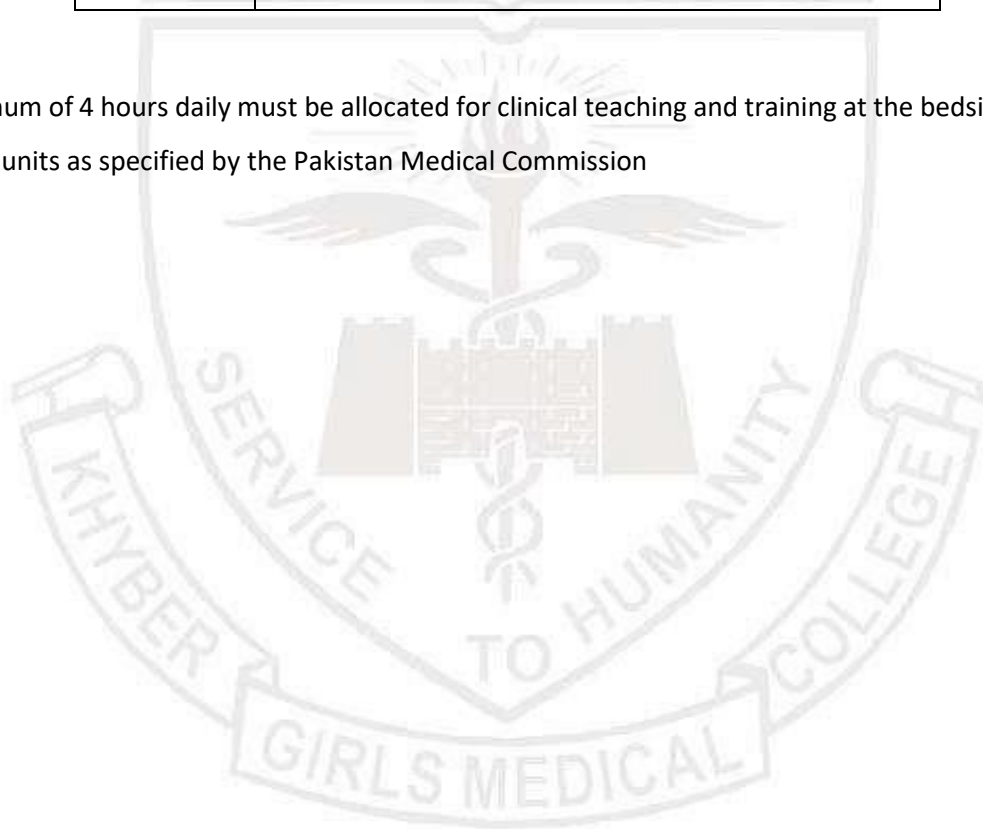 num of 4 hours daily must be allocated for clinical teaching and training at the bedsi
units as specified by the Pakistan Medical Commission
SERVICE TO HUMANITY
KHYBER GIRLS MEDICAL COLLEGE